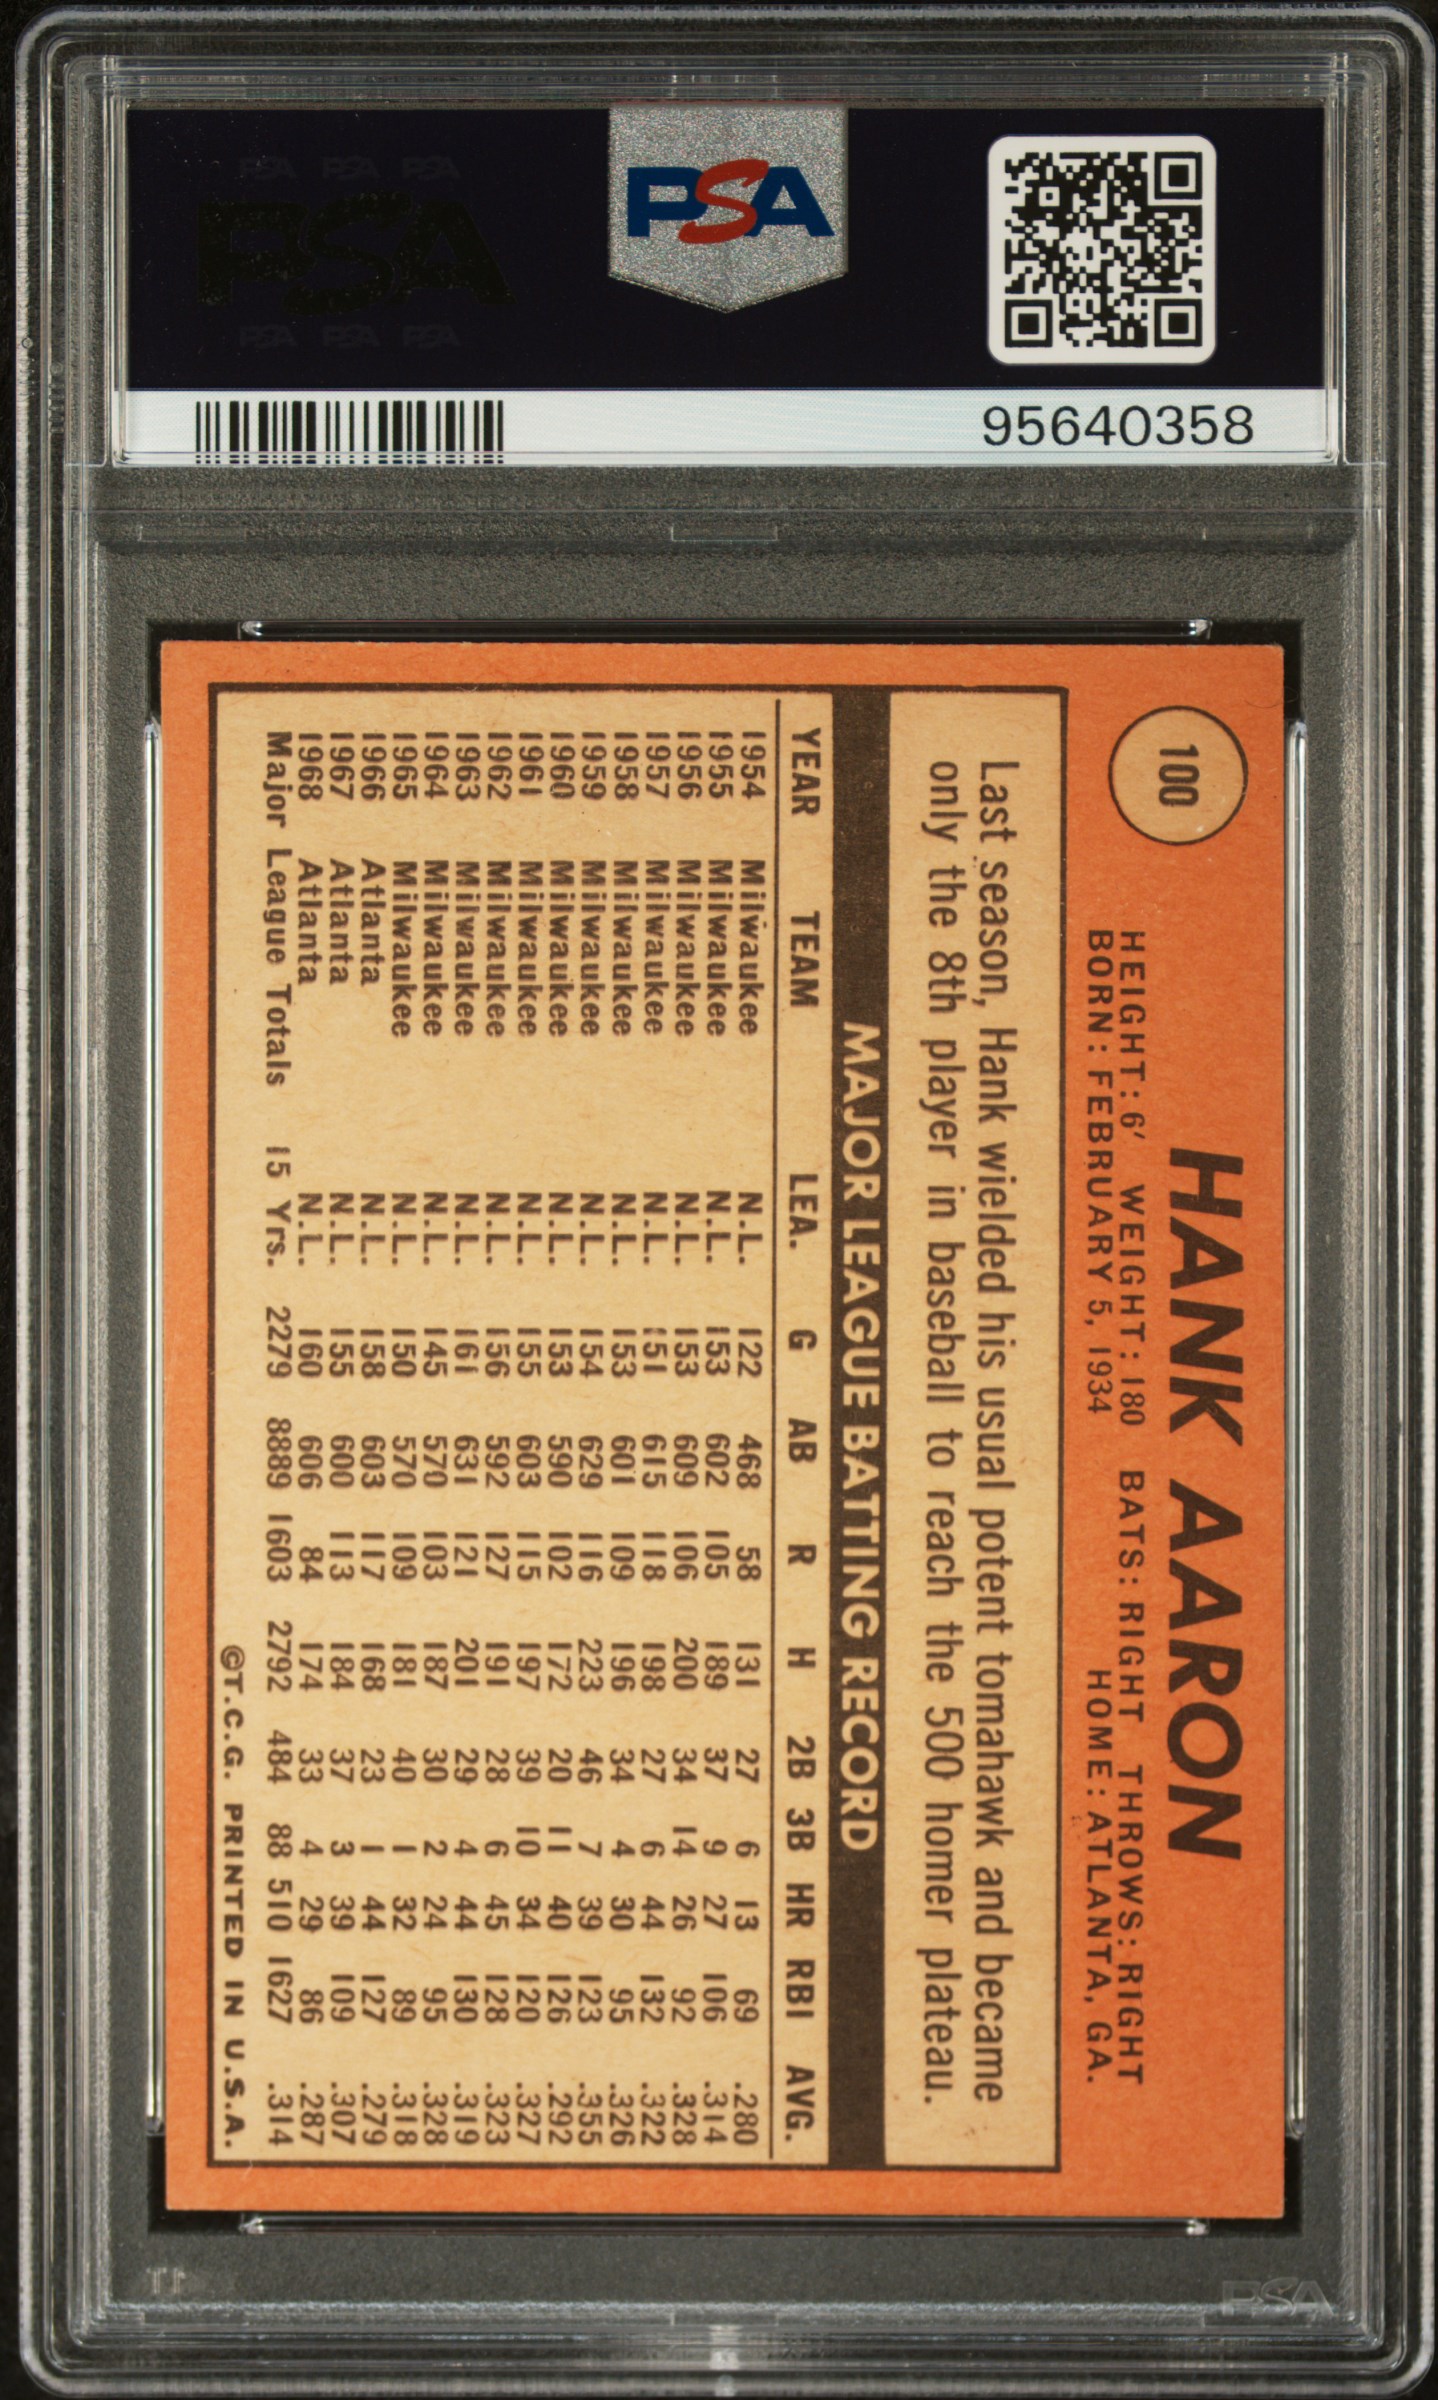 PSA PSA PSA
PSA
PSA PSA PSA
PSA
95640358
100
HANK AARON
HEIGHT: 6' WEIGHT: 180 BATS: RIGHT THROWS: RIGHT
BORN: FEBRUARY 5, 1934 HOME: ATLANTA, GA.
Last season, Hank wielded his usual potent tomahawk and became
only the 8th player in baseball to reach the 500 homer plateau.
MAJOR LEAGUE BATTING RECORD
YEAR TEAM LEA. G AB R H 2B 3B HR RBI AVG.
1954 Milwaukee N.L. 122 468 58 131 27 6 13 69 .280
1955 Milwaukee N.L. 153 602 105 189 37 9 27 106 .314
1956 Milwaukee N.L. 153 609 106 200 34 14 26 92 .328
1957 Milwaukee N.L. 151 615 118 198 27 6 44 132 .322
1958 Milwaukee N.L. 153 601 109 196 34 4 30 95 .326
1959 Milwaukee N.L. 154 629 116 223 46 7 39 123 .355
1960 Milwaukee N.L. 153 590 102 172 20 11 40 126 .292
1961 Milwaukee N.L. 155 603 115 197 39 10 34 120 .327
1962 Milwaukee N.L. 156 592 127 191 28 6 45 128 .323
1963 Milwaukee N.L. 161 631 121 201 29 4 44 130 .319
1964 Milwaukee N.L. 145 570 103 187 30 2 24 95 .328
1965 Milwaukee N.L. 150 570 109 181 40 1 32 89 .318
1966 Atlanta N.L. 158 603 117 168 23 1 44 127 .279
1967 Atlanta N.L. 155 600 113 184 37 3 39 109 .307
1968 Atlanta N.L. 160 606 84 174 33 4 29 86 .287
Major League Totals 15 Yrs. 2279 8889 1603 2792 484 88 510 1627 .314
©T.C.G. PRINTED IN U.S.A.
PSA